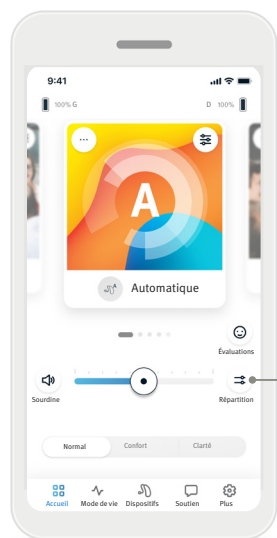 9:41
100% G
D 100%
A
Automatique
Évaluations
Sourdine
Répartition
Normal
Confort
Clarté
Accueil
Mode de vie
Dispositifs
Soutien
Plus